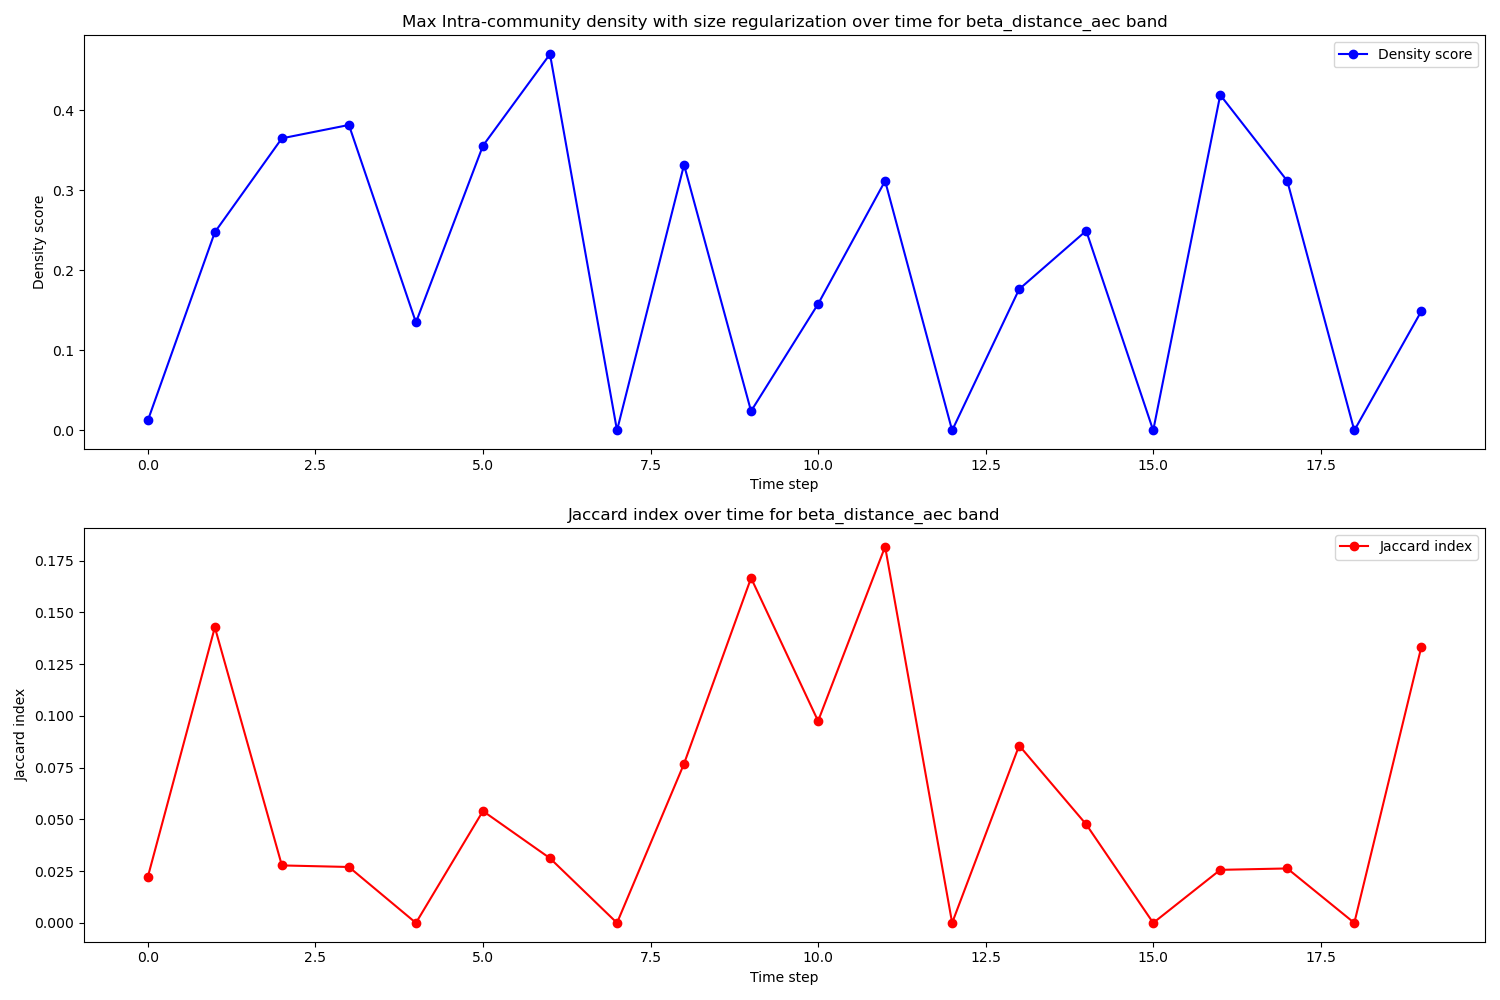 Max Intra-community density with size regularization over time for beta_distance_aec band
Density score
Density score
0.4
0.3
0.2
0.1
0.0
0.0 2.5 5.0 7.5 10.0 12.5 15.0 17.5
Time step
Jaccard index over time for beta_distance_aec band
Jaccard index
Jaccard index
0.175
0.150
0.125
0.100
0.075
0.050
0.025
0.000
0.0 2.5 5.0 7.5 10.0 12.5 15.0 17.5
Time step